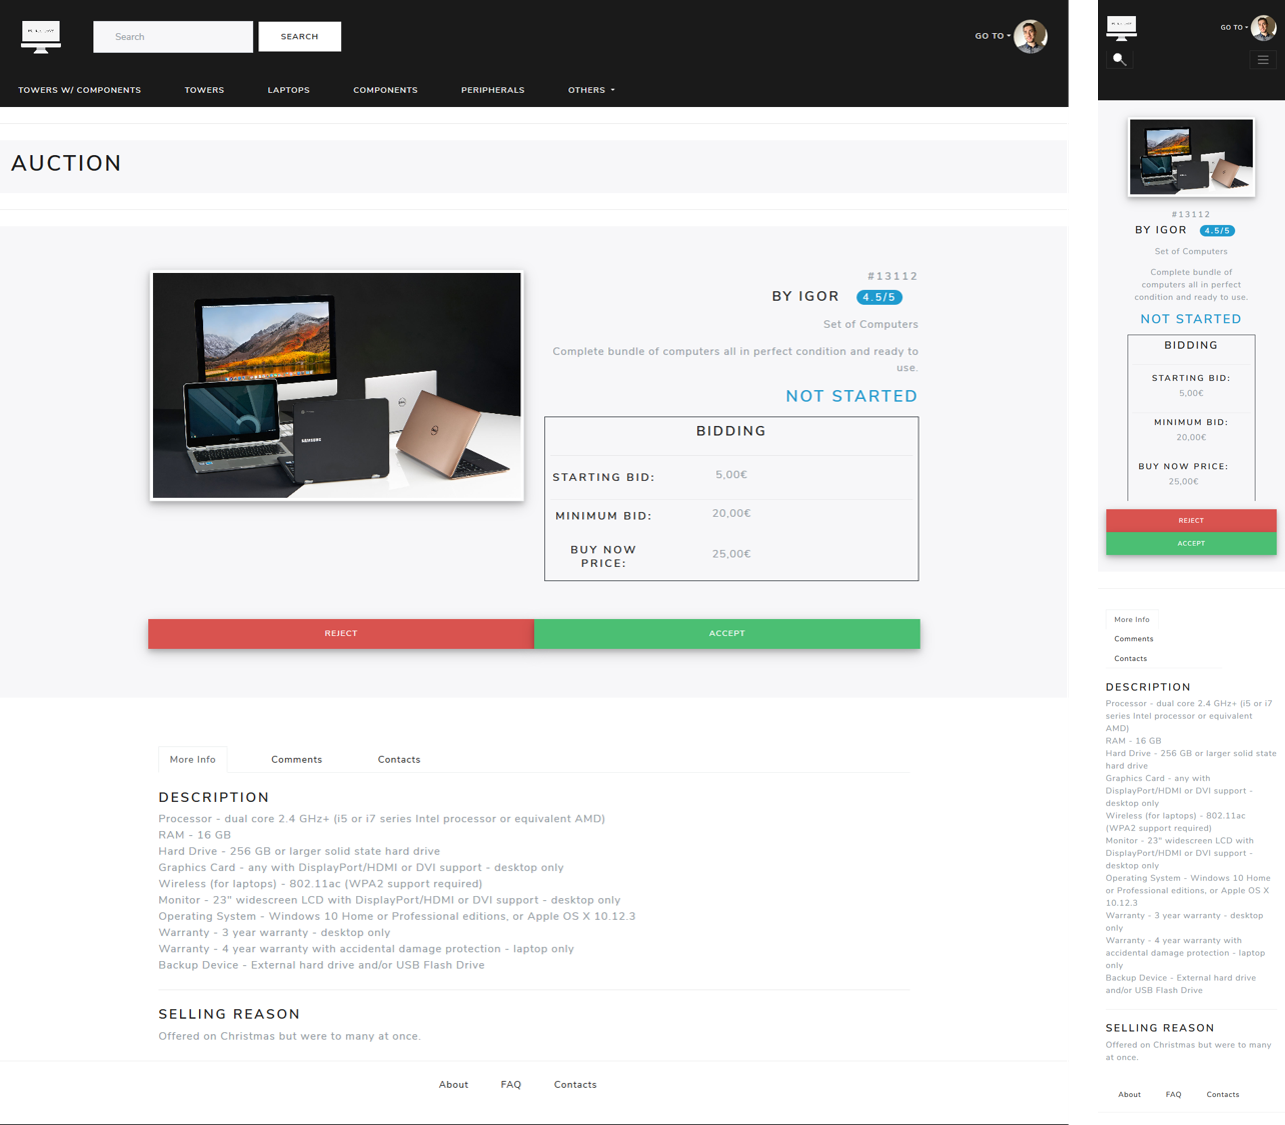 Search
SEARCH
GO TO
TOWERS W/ COMPONENTS
TOWERS
LAPTOPS
COMPONENTS
PERIPHERALS
OTHERS
AUCTION
SAMSUNG
#13112
BY IGOR 4.5/5
Set of Computers
Complete bundle of computers all in perfect condition and ready to
use.
NOT STARTED
BIDDING
STARTING BID: 5,00€
MINIMUM BID: 20,00€
BUY NOW
PRICE: 25,00€
REJECT
ACCEPT
More Info
Comments
Contacts
DESCRIPTION
Processor - dual core 2.4 GHz+ (i5 or i7 series Intel processor or equivalent AMD)
RAM - 16 GB
Hard Drive - 256 GB or larger solid state hard drive
Graphics Card - any with DisplayPort/HDMI or DVI support - desktop only
Wireless (for laptops) - 802.11ac (WPA2 support required)
Monitor - 23" widescreen LCD with DisplayPort/HDMI or DVI support - desktop only
Operating System - Windows 10 Home or Professional editions, or Apple OS X 10.12.3
Warranty - 3 year warranty - desktop only
Warranty - 4 year warranty with accidental damage protection - laptop only
Backup Device - External hard drive and/or USB Flash Drive
SELLING REASON
Offered on Christmas but were to many at once.
About
FAQ
Contacts
GO TO
#13112
BY IGOR 4.5/5
Set of Computers
Complete bundle of
computers all in perfect
condition and ready to use.
NOT STARTED
BIDDING
STARTING BID:
5,00€
MINIMUM BID:
20,00€
BUY NOW PRICE:
25,00€
REJECT
ACCEPT
More Info
Comments
Contacts
DESCRIPTION
Processor - dual core 2.4 GHz+ (i5 or i7
series Intel processor or equivalent
AMD)
RAM - 16 GB
Hard Drive - 256 GB or larger solid state
hard drive
Graphics Card - any with
DisplayPort/HDMI or DVI support -
desktop only
Wireless (for laptops) - 802.11ac
(WPA2 support required)
Monitor - 23" widescreen LCD with
DisplayPort/HDMI or DVI support -
desktop only
Operating System - Windows 10 Home
or Professional editions, or Apple OS X
10.12.3
Warranty - 3 year warranty - desktop
only
Warranty - 4 year warranty with
accidental damage protection - laptop
only
Backup Device - External hard drive
and/or USB Flash Drive
SELLING REASON
Offered on Christmas but were to many
at once.
About
FAQ
Contacts